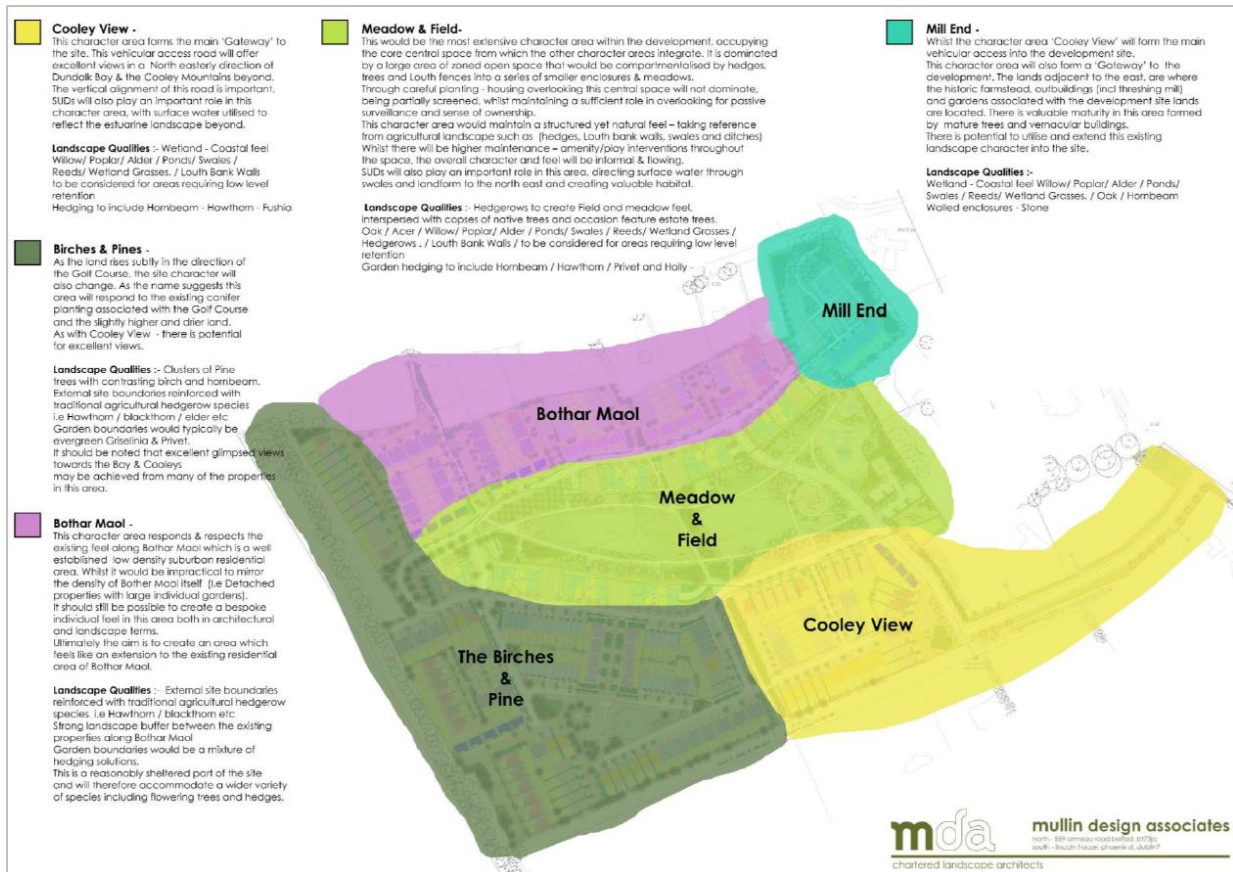 Cooley View -
This character area forms the main 'Gateway' to
the site. This vehicular access road will offer
excellent views in a North easterly direction of
Dundalk Bay & the Cooley Mountains beyond.
The vertical alignment of this road is important.
SUDs will also play an important role in this
character area, with surface water utilised to
reflect the estuarine landscape beyond.
Landscape Qualities :- Wetland - Coastal feel
Willow/ Poplar/ Alder / Ponds/ Swales /
Reeds/ Wetland Grasses. / Louth Bank Walls
to be considered for areas requiring low level
retention
Hedging to include Hornbeam - Hawthorn - Fushia
Birches & Pines -
As the land rises subtly in the direction of
the Golf Course, the site character will
also change. As the name suggests this
area will respond to the existing conifer
planting associated with the Golf Course
and the slightly higher and drier land.
As with Cooley View - there is potential
for excellent views.
Landscape Qualities :- Clusters of Pine
trees with contrasting birch and hornbeam.
External site boundaries reinforced with
traditional agricultural hedgerow species
i.e Hawthorn / blackthorn / elder etc
Garden boundaries would typically be
evergreen Griselinia & Privet.
It should be noted that excellent glimpsed views
towards the Bay & Cooleys
may be achieved from many of the properties
in this area.
Bothar Maol -
This character area responds & respects the
existing feel along Bothar Maol which is a well
established low density suburban residential
area. Whilst it would be impractical to mirror
the density of Bother Maol itself (I.e Detached
properties with large individual gardens).
It should still be possible to create a bespoke
individual feel in this area both in architectural
and landscape terms.
Ultimately the aim is to create an area which
feels like an extension to the existing residential
area of Bothar Maol.
Landscape Qualities :- External site boundaries
reinforced with traditional agricultural hedgerow
species i.e Hawthorn / blackthorn etc
Strong landscape buffer between the existing
properties along Bothar Maol
Garden boundaries would be a mixture of
hedging solutions.
This is a reasonably sheltered part of the site
and will therefore accommodate a wider variety
of species including flowering trees and hedges.
Meadow & Field-
This would be the most extensive character area within the development, occupying
the core central space from which the other character areas integrate. It is dominated
by a large area of zoned open space that would be compartmentalised by hedges,
trees and Louth fences into a series of smaller enclosures & meadows.
Through careful planting - housing overlooking this central space will not dominate,
being partially screened, whilst maintaining a sufficient role in overlooking for passive
surveillance and sense of ownership.
This character area would maintain a structured yet natural feel – taking reference
from agricultural landscape such as (hedges, Louth bank walls, swales and ditches)
Whilst there will be higher maintenance – amenity/play interventions throughout
the space, the overall character and feel will be informal & flowing.
SUDs will also play an important role in this area, directing surface water through
swales and landform to the north east and creating valuable habitat.
Landscape Qualities :- Hedgerows to create Field and meadow feel,
interspersed with copses of native trees and occasion feature estate trees.
Oak / Acer / Willow/ Poplar/ Alder / Ponds/ Swales / Reeds/ Wetland Grasses /
Hedgerows . / Louth Bank Walls / to be considered for areas requiring low level
retention
Garden hedging to include Hornbeam / Hawthorn / Privet and Holly -
Mill End -
Whilst the character area 'Cooley View' will form the main
vehicular access into the development site.
This character area will also form a 'Gateway' to the
development. The lands adjacent to the east, are where
the historic farmstead, outbuildings (incl threshing mill)
and gardens associated with the development site lands
are located. There is valuable maturity in this area formed
by mature trees and vernacular buildings.
There is potential to utilise and extend this existing
landscape character into the site.
Landscape Qualities :-
Wetland - Coastal feel Willow/ Poplar/ Alder / Ponds/
Swales / Reeds/ Wetland Grasses. / Oak / Hornbeam
Walled enclosures - Stone
Mill End
Bothar Maol
Meadow
&
Field
Cooley View
The Birches
&
Pine
mda
mullin design associates
north - 559 ormeau road belfast, bt73ja
south - lincoln house, phoenix st, dublin7
chartered landscape architects